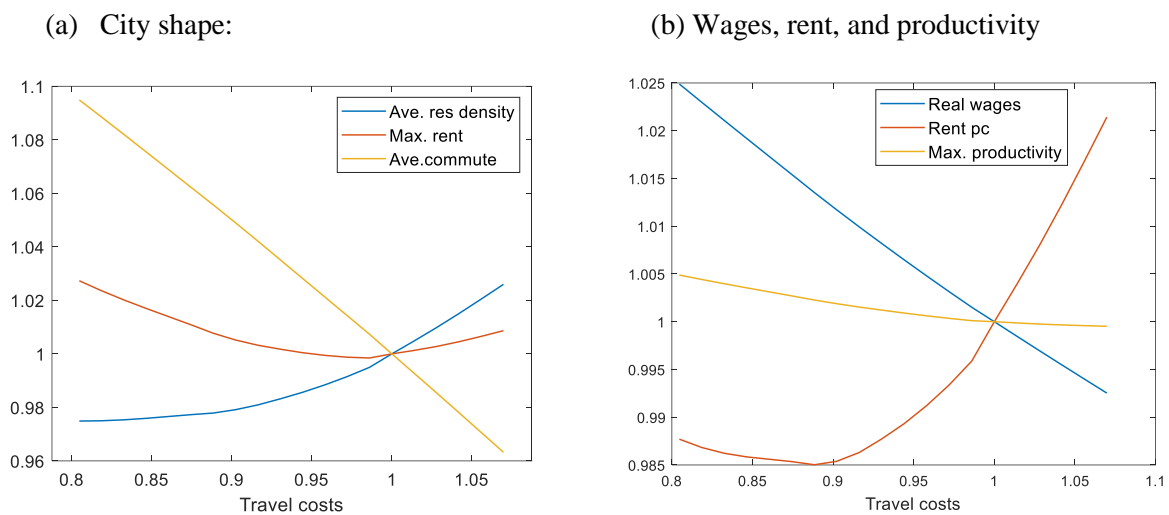 (a) City shape:
(b) Wages, rent, and productivity
1.1
1.08
1.06
1.04
1.02
1
0.98
0.96
Ave. res density
Max. rent
Ave.commute
0.8 0.85 0.9 0.95 1 1.05
Travel costs
1.025
1.02
1.015
1.01
1.005
1
0.995
0.99
0.985
Real wages
Rent pc
Max. productivity
0.8 0.85 0.9 0.95 1 1.05 1.1
Travel costs